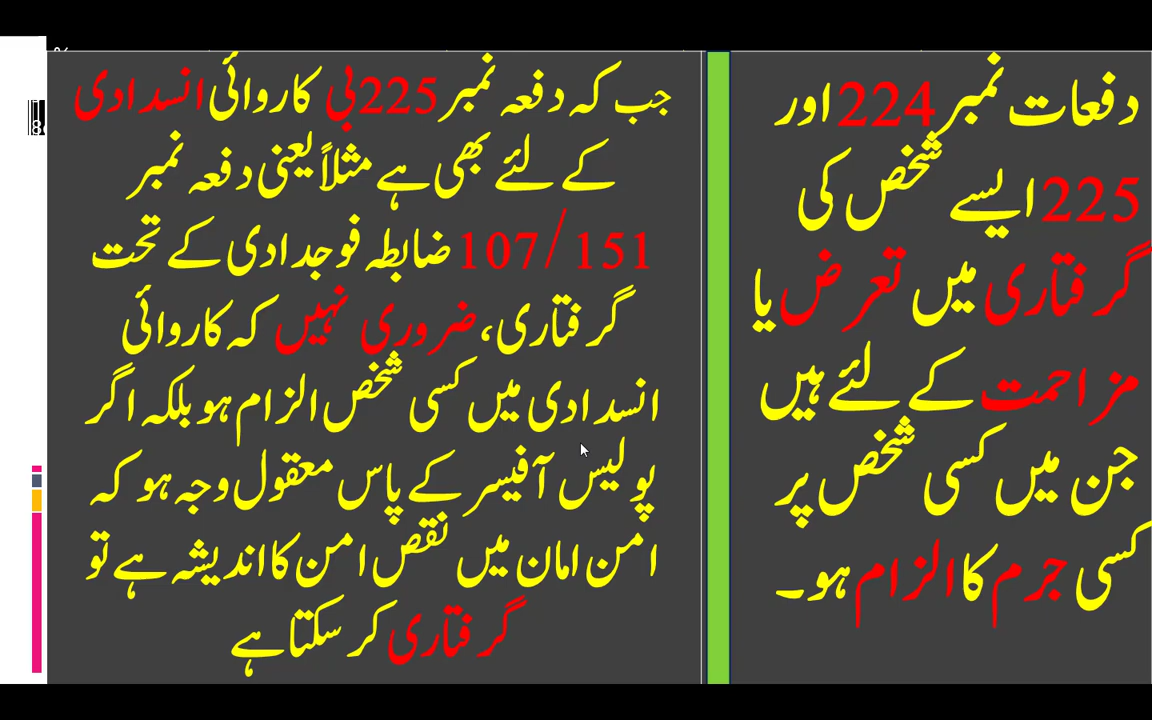 دفعات نمبر 224 اور
225 ایسے شخص کی
گرفتاری میں تعرض یا
مزاحمت کے لئے ہیں
جن میں کسی شخص پر
کسی جرم کا الزام ہو۔
جب کہ دفعہ نمبر 225 بی کاروائی انسدادی
کے لئے بھی ہے مثلاً یعنی دفعہ نمبر
107/151 ضابطہ فوجدادی کے تحت
گرفتاری، ضروری نہیں کہ کاروائی
انسدادی میں کسی شخص الزام ہو بلکہ اگر
پولیس آفیسر کے پاس معقول وجہ ہو کہ
امن امان میں نقص امن کا اندیشہ ہے تو
گرفتاری کر سکتا ہے